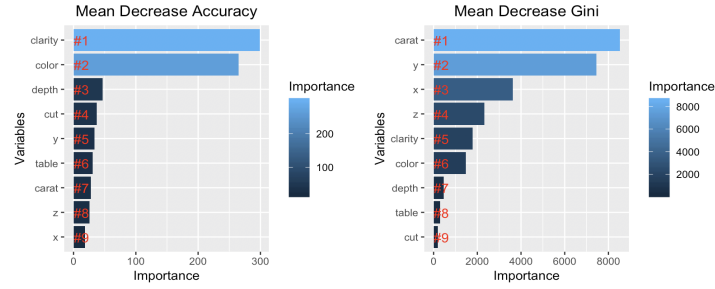 Mean Decrease Accuracy
Variables
clarity #1
color #2
depth #3
cut #4
y #5
table #6
carat #7
z #8
x #9
0 100 200 300
Importance
Importance
200
100
Mean Decrease Gini
Variables
carat #1
y #2
x #3
z #4
clarity #5
color #6
depth #7
table #8
cut #9
0 2000 4000 6000 8000
Importance
Importance
8000
6000
4000
2000